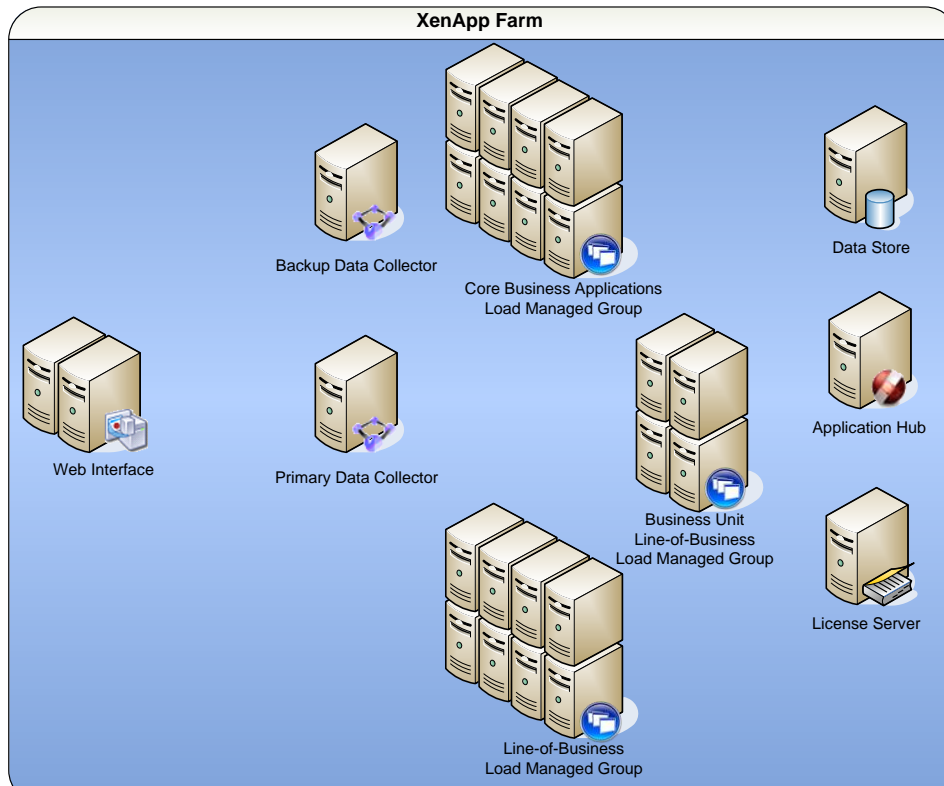 XenApp Farm
Backup Data Collector
Core Business Applications
Load Managed Group
Data Store
Web Interface
Primary Data Collector
Application Hub
Business Unit
Line-of-Business
Load Managed Group
License Server
Line-of-Business
Load Managed Group